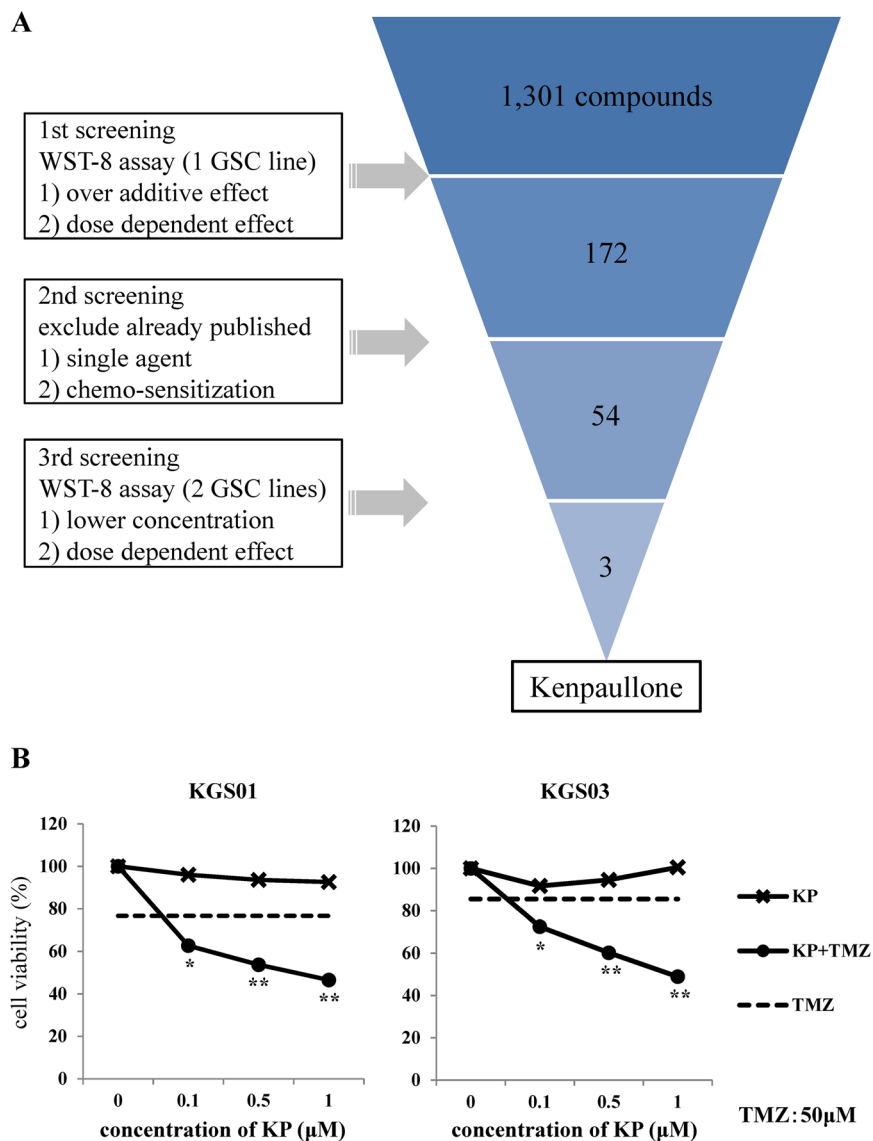 A
1,301 compounds
1st screening
WST-8 assay (1 GSC line)
1) over additive effect
2) dose dependent effect
172
2nd screening
exclude already published
1) single agent
2) chemo-sensitization
54
3rd screening
WST-8 assay (2 GSC lines)
1) lower concentration
2) dose dependent effect
3
Kenpaullone
B
KGS01
cell viability (%)
120
100
80
60
40
20
0
*
**
**
0 0.1 0.5 1
concentration of KP (μM)
KGS03
120
100
80
60
40
20
0
*
**
**
0 0.1 0.5 1
concentration of KP (μM)
KP
KP+TMZ
TMZ
TMZ:50μM